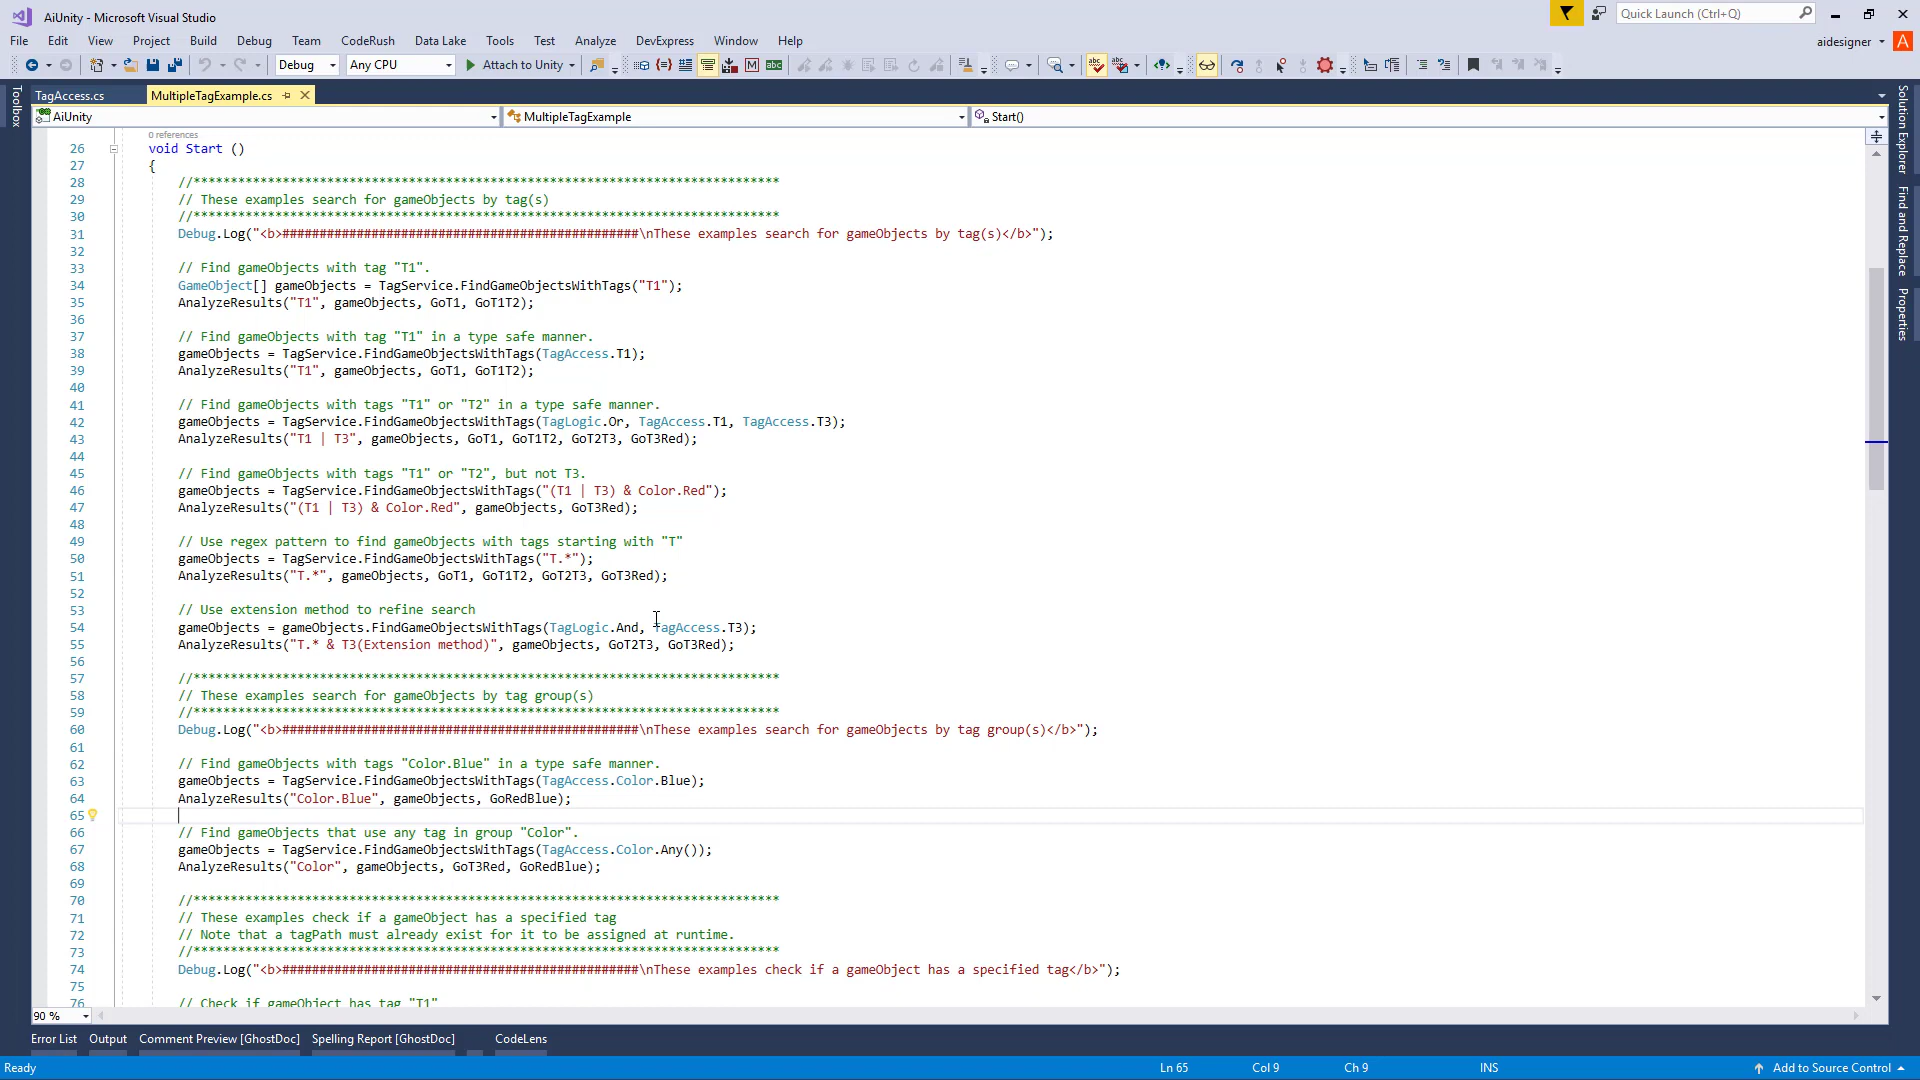 AiUnity - Microsoft Visual Studio
Quick Launch (Ctrl+Q)
File Edit View Project Build Debug Team CodeRush Data Lake Tools Test Analyze DevExpress Window Help
aidesigner A
Debug Any CPU Attach to Unity
TagAccess.cs MultipleTagExample.cs
AiUnity MultipleTagExample Start()
Toolbox
Solution Explorer
Find and Replace
Properties
0 references
26 void Start ()
27 {
28 //*******************************************************************************
29 // These examples search for gameObjects by tag(s)
30 //*******************************************************************************
31 Debug.Log("<b>################################################\nThese examples search for gameObjects by tag(s)</b>");
32
33 // Find gameObjects with tag "T1".
34 GameObject[] gameObjects = TagService.FindGameObjectsWithTags("T1");
35 AnalyzeResults("T1", gameObjects, GoT1, GoT1T2);
36
37 // Find gameObjects with tag "T1" in a type safe manner.
38 gameObjects = TagService.FindGameObjectsWithTags(TagAccess.T1);
39 AnalyzeResults("T1", gameObjects, GoT1, GoT1T2);
40
41 // Find gameObjects with tags "T1" or "T2" in a type safe manner.
42 gameObjects = TagService.FindGameObjectsWithTags(TagLogic.Or, TagAccess.T1, TagAccess.T3);
43 AnalyzeResults("T1 | T3", gameObjects, GoT1, GoT1T2, GoT2T3, GoT3Red);
44
45 // Find gameObjects with tags "T1" or "T2", but not T3.
46 gameObjects = TagService.FindGameObjectsWithTags("(T1 | T3) & Color.Red");
47 AnalyzeResults("(T1 | T3) & Color.Red", gameObjects, GoT3Red);
48
49 // Use regex pattern to find gameObjects with tags starting with "T"
50 gameObjects = TagService.FindGameObjectsWithTags("T.*");
51 AnalyzeResults("T.*", gameObjects, GoT1, GoT1T2, GoT2T3, GoT3Red);
52
53 // Use extension method to refine search
54 gameObjects = gameObjects.FindGameObjectsWithTags(TagLogic.And, TagAccess.T3);
55 AnalyzeResults("T.* & T3(Extension method)", gameObjects, GoT2T3, GoT3Red);
56
57 //*******************************************************************************
58 // These examples search for gameObjects by tag group(s)
59 //*******************************************************************************
60 Debug.Log("<b>################################################\nThese examples search for gameObjects by tag group(s)</b>");
61
62 // Find gameObjects with tags "Color.Blue" in a type safe manner.
63 gameObjects = TagService.FindGameObjectsWithTags(TagAccess.Color.Blue);
64 AnalyzeResults("Color.Blue", gameObjects, GoRedBlue);
65
66 // Find gameObjects that use any tag in group "Color".
67 gameObjects = TagService.FindGameObjectsWithTags(TagAccess.Color.Any());
68 AnalyzeResults("Color", gameObjects, GoT3Red, GoRedBlue);
69
70 //*******************************************************************************
71 // These examples check if a gameObject has a specified tag
72 // Note that a tagPath must already exist for it to be assigned at runtime.
73 //*******************************************************************************
74 Debug.Log("<b>################################################\nThese examples check if a gameObject has a specified tag</b>");
75
76 // Check if gameObject has tag "T1"
90 %
Error List Output Comment Preview [GhostDoc] Spelling Report [GhostDoc] CodeLens
Ready Ln 65 Col 9 Ch 9 INS Add to Source Control